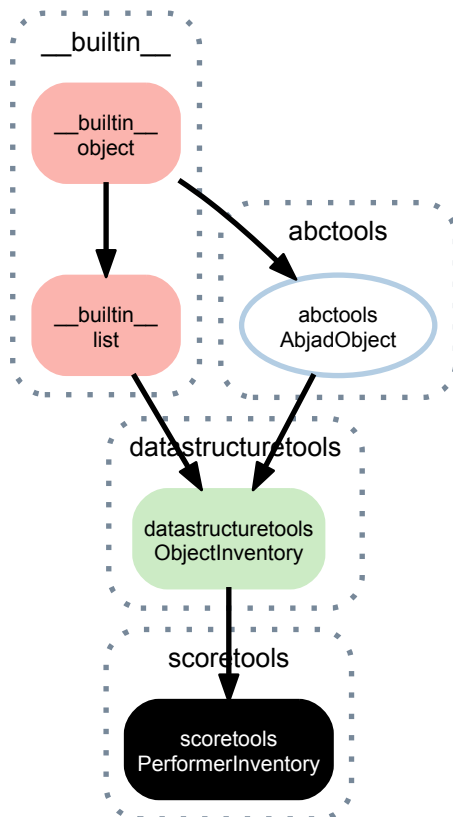 __builtin__
__builtin__
object
abctools
__builtin__
list
abctools
AbjadObject
datastructuretools
datastructuretools
ObjectInventory
scoretools
scoretools
PerformerInventory